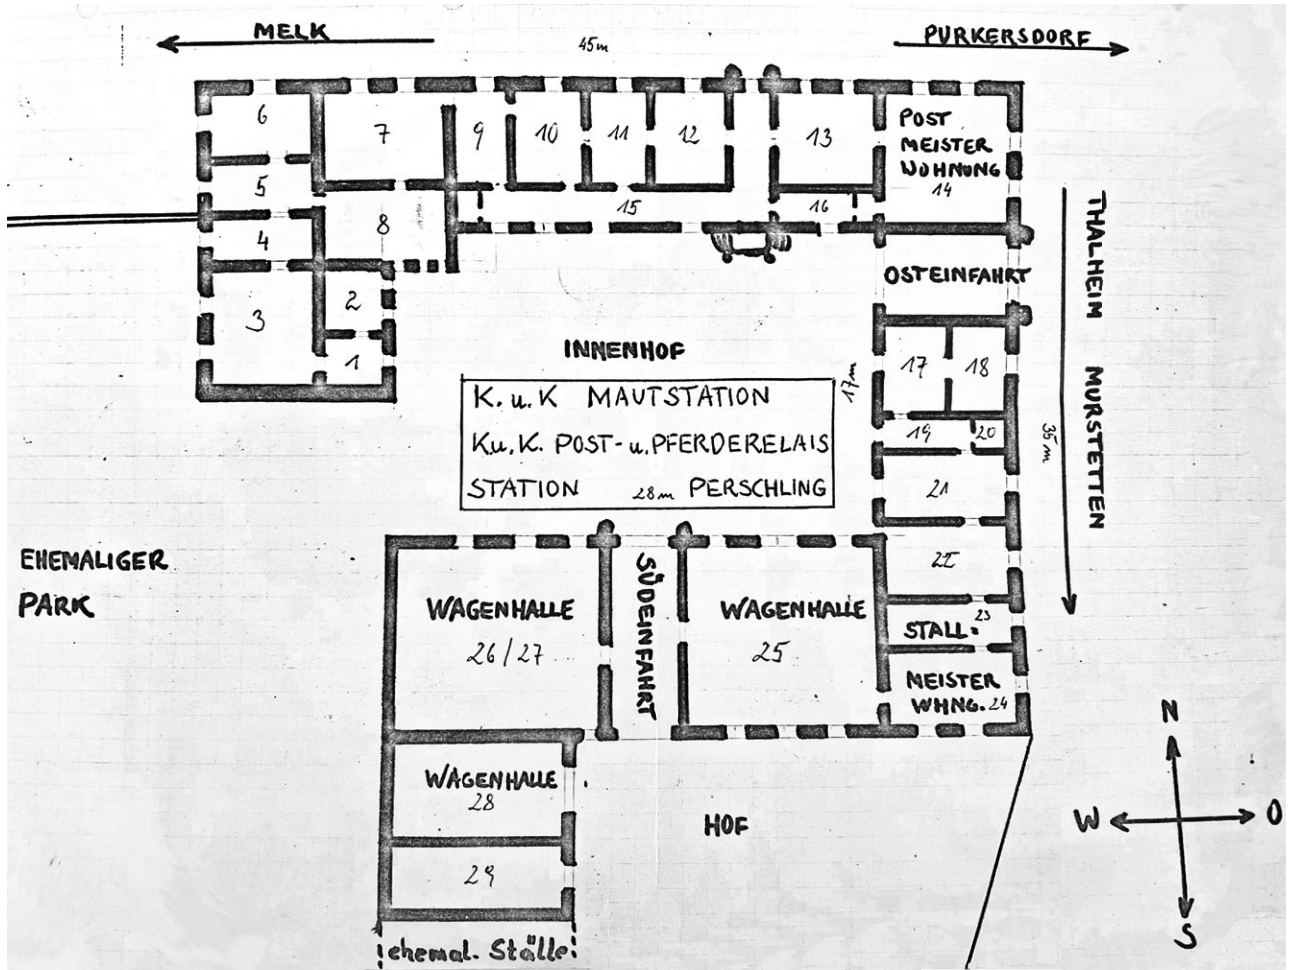 MELK
PURKERSDORF
45m
6
7
9
10
11
12
13
POST
MEISTER
WOHNUNG
14
5
15
16
4
8
OSTEINFAHRT
THALHEIM MURSTETTEN
3
2
1
INNENHOF
17
18
17m
K. u. K MAUTSTATION
K.u.K. POST- u. PFERDERELAIS
STATION 28m PERSCHLING
19
20
35m
21
EHEMALIGER
PARK
22
WAGENHALLE
26/27
SÜDEINFAHRT
WAGENHALLE
25
23
STALL.
MEISTER
WHNG. 24
N
W
O
S
WAGENHALLE
28
HOF
29
ehemal. Ställe